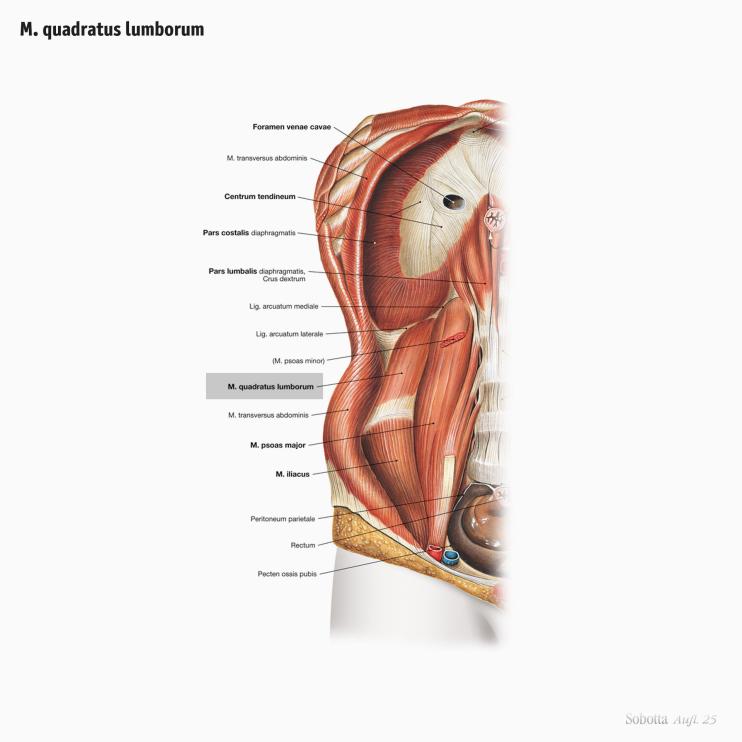 M. quadratus lumborum
Foramen venae cavae
M. transversus abdominis
Centrum tendineum
Pars costalis diaphragmatis
Pars lumbalis diaphragmatis,
Crus dextrum
Lig. arcuatum mediale
Lig. arcuatum laterale
(M. psoas minor)
M. quadratus lumborum
M. transversus abdominis
M. psoas major
M. iliacus
Peritoneum parietale
Rectum
Pecten ossis pubis
Sobotta Aufl. 25